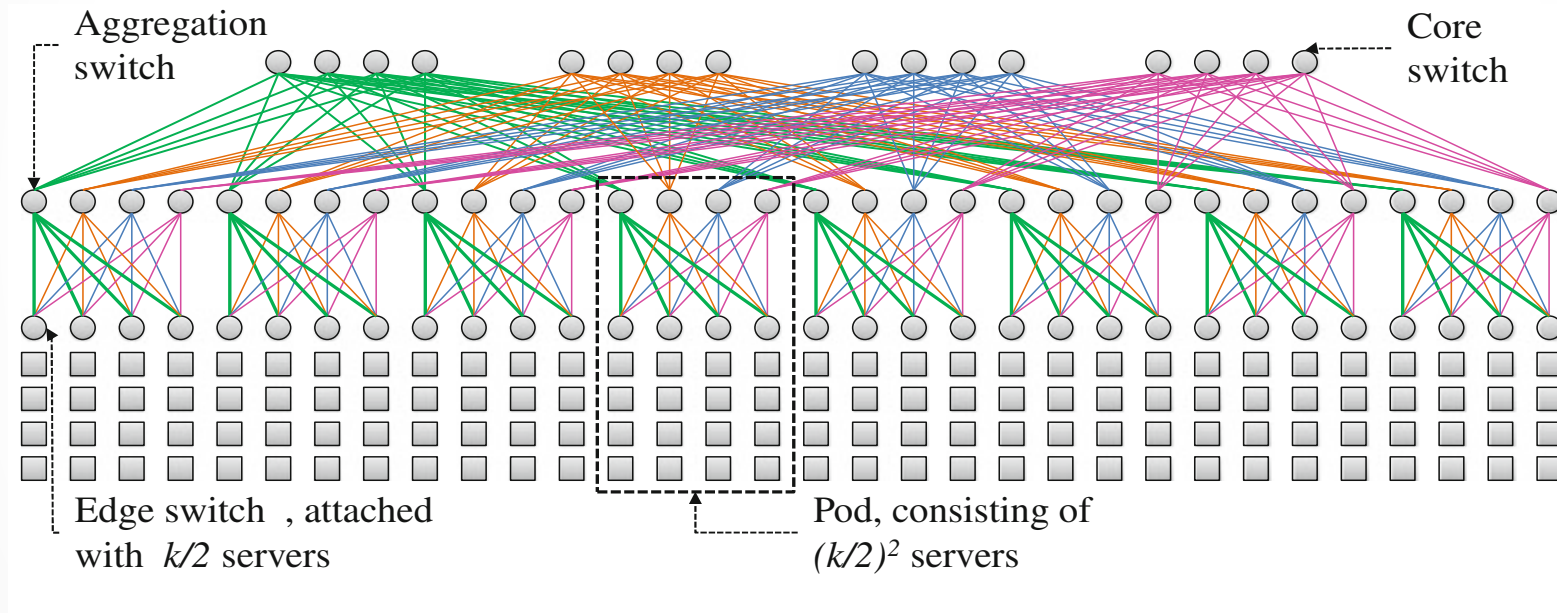 Aggregation
switch
Core
switch
Edge switch , attached
with k/2 servers
Pod, consisting of
(k/2)² servers